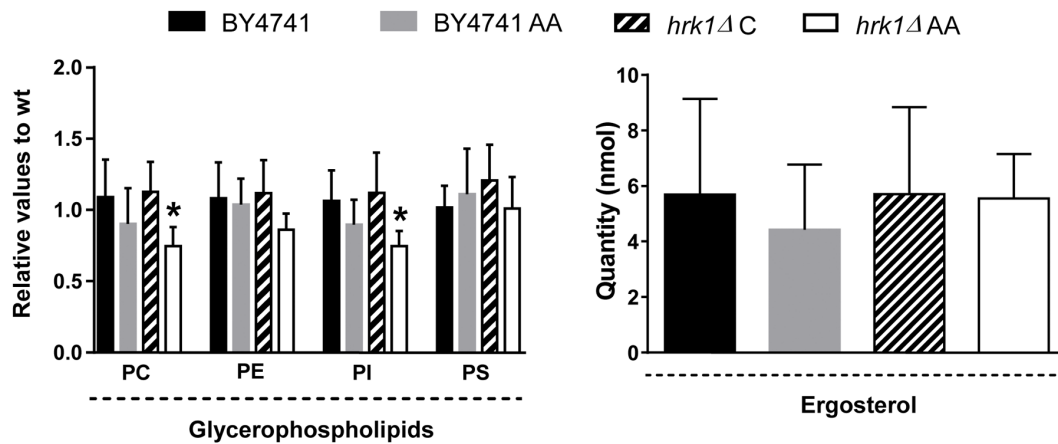 BY4741 BY4741 AA hrk1Δ C hrk1Δ AA
Relative values to wt
2.0
1.5
1.0
0.5
0.0
* *
PC PE PI PS
Glycerophospholipids
Quantity (nmol)
10
8
6
4
2
0
Ergosterol